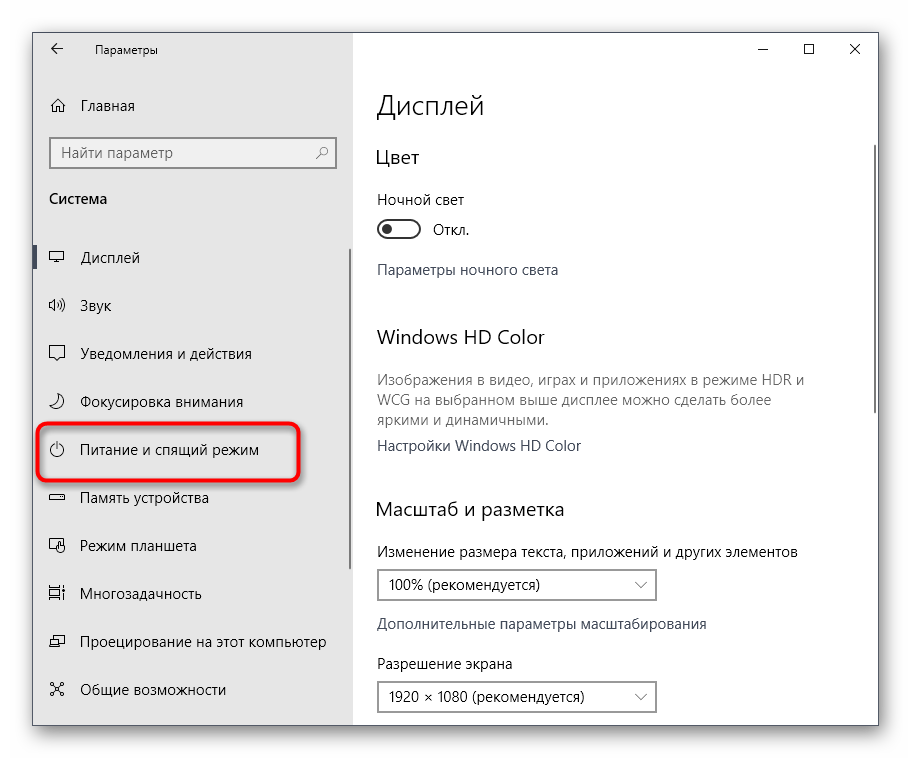 Параметры
Главная
Найти параметр
Система
Дисплей
Звук
Уведомления и действия
Фокусировка внимания
Питание и спящий режим
Память устройства
Режим планшета
Многозадачность
Проецирование на этот компьютер
Общие возможности
Дисплей
Цвет
Ночной свет
Откл.
Параметры ночного света
Windows HD Color
Изображения в видео, играх и приложениях в режиме HDR и
WCG на выбранном выше дисплее можно сделать более
яркими и динамичными.
Настройки Windows HD Color
Масштаб и разметка
Изменение размера текста, приложений и других элементов
100% (рекомендуется)
Дополнительные параметры масштабирования
Разрешение экрана
1920 × 1080 (рекомендуется)